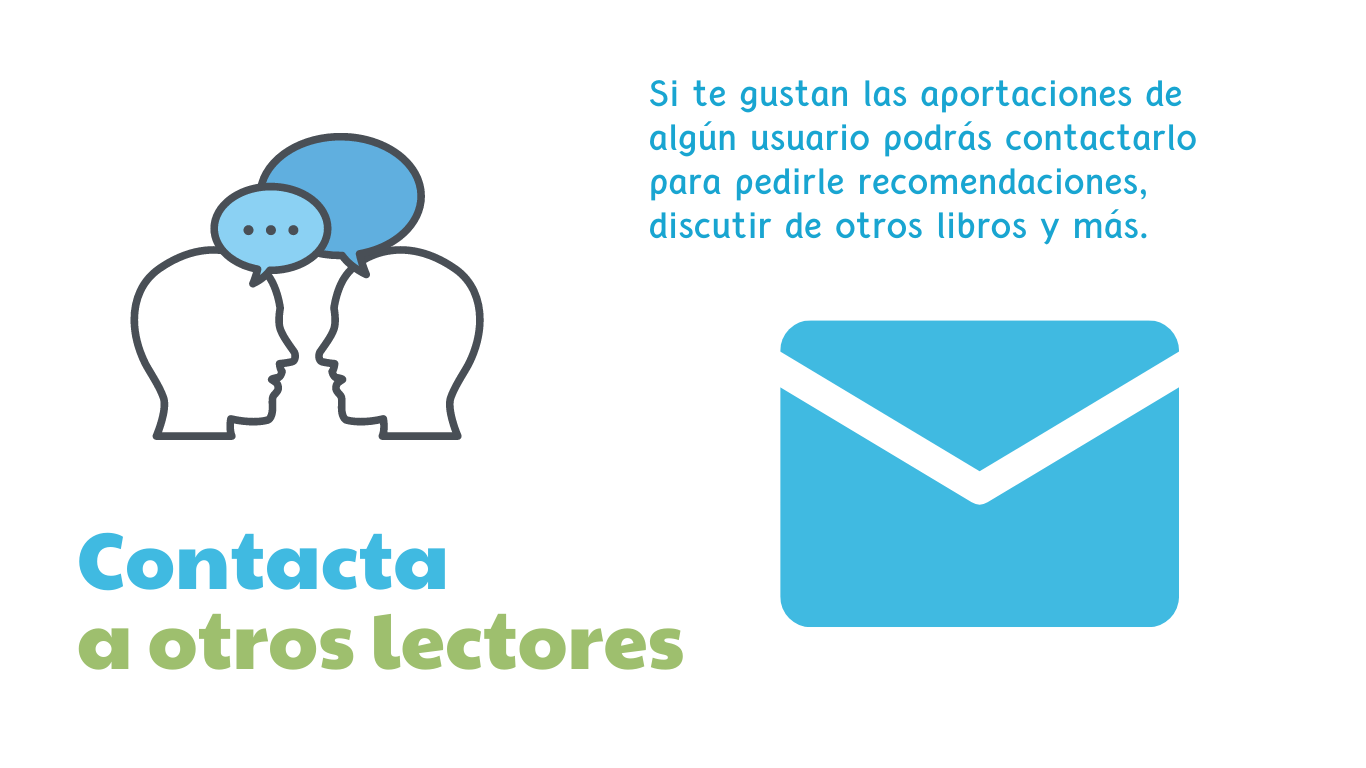 Si te gustan las aportaciones de
algún usuario podrás contactarlo
para pedirle recomendaciones,
discutir de otros libros y más.
Contacta
a otros lectores